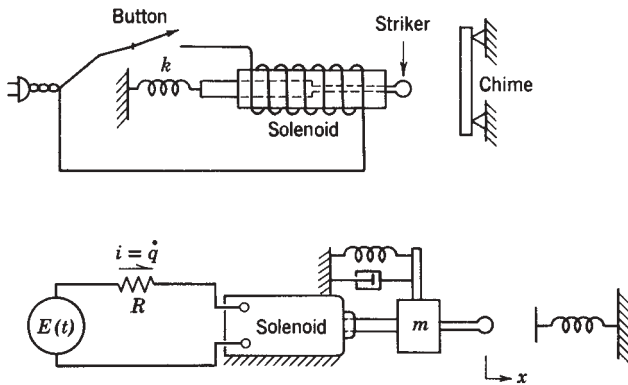 Button
Striker
k
Chime
Solenoid
i = q̇
R
E(t)
Solenoid
m
x